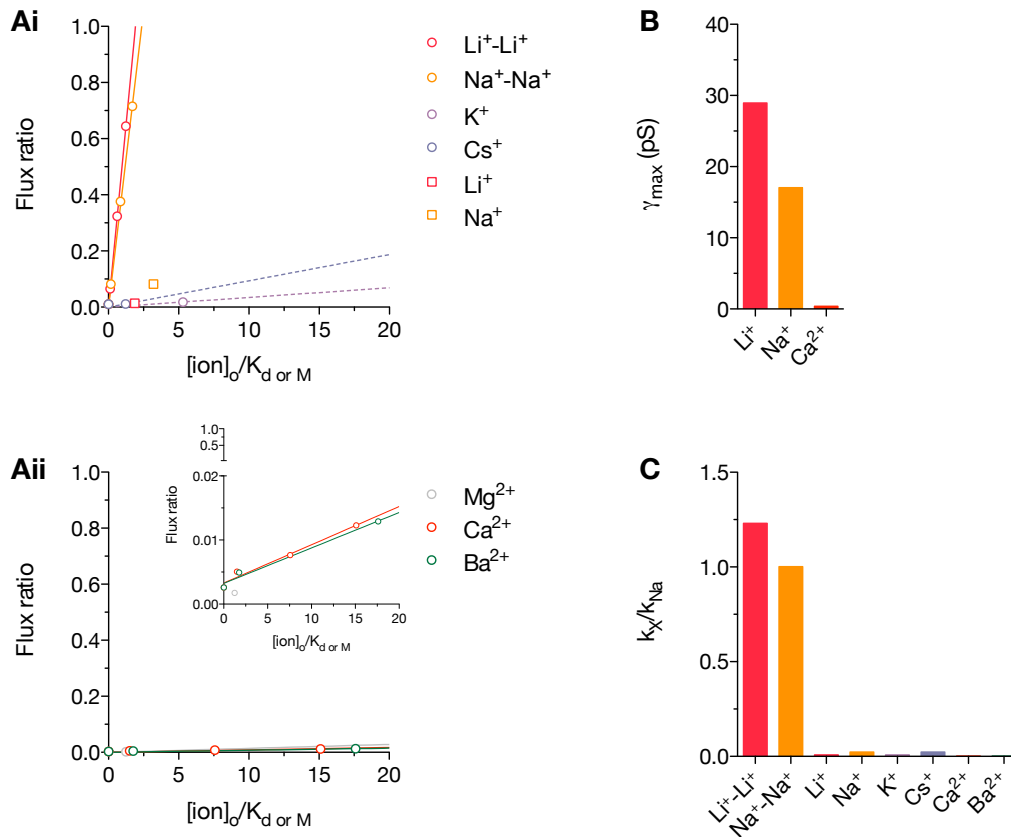 Ai
1.0
0.8
0.6
0.4
0.2
0.0
Flux ratio
0 5 10 15 20
[ion]o/Kd or M
Li⁺-Li⁺
Na⁺-Na⁺
K⁺
Cs⁺
Li⁺
Na⁺
B
40
30
20
10
0
γmax (pS)
Li⁺ Na⁺ Ca²⁺
Aii
1.0
0.8
0.6
0.4
0.2
0.0
Flux ratio
0 5 10 15 20
[ion]o/Kd or M
1.0
0.5
0.02
0.01
0.00
Flux ratio
0 5 10 15 20
[ion]o/Kd or M
Mg²⁺
Ca²⁺
Ba²⁺
C
1.5
1.0
0.5
0.0
kX/kNa
Li⁺-Li⁺ Na⁺-Na⁺ Li⁺ Na⁺ K⁺ Cs⁺ Ca²⁺ Ba²⁺